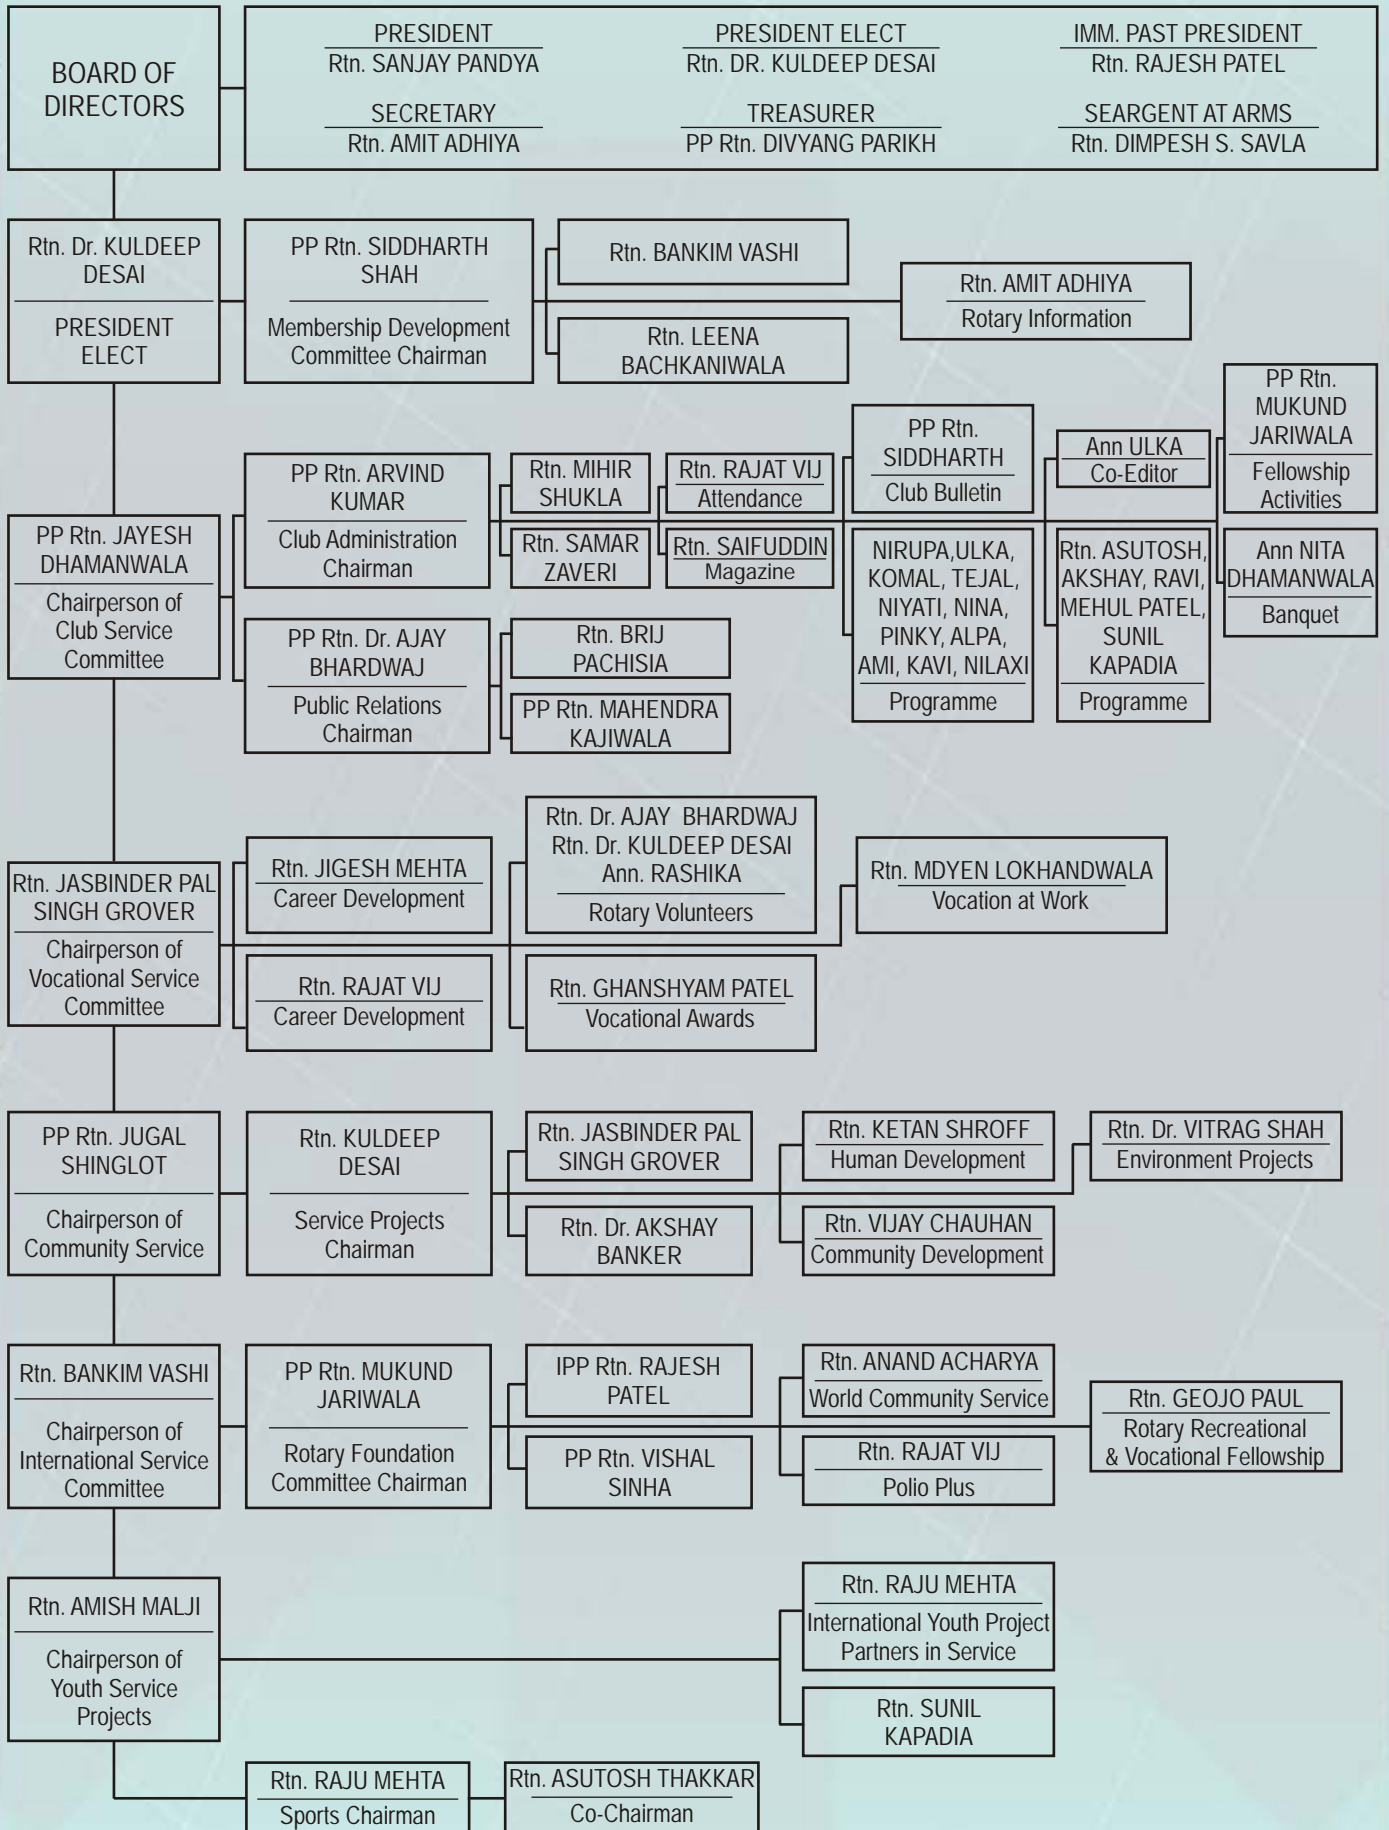 BOARD OF
DIRECTORS
PRESIDENT
Rtn. SANJAY PANDYA
PRESIDENT ELECT
Rtn. DR. KULDEEP DESAI
IMM. PAST PRESIDENT
Rtn. RAJESH PATEL
SECRETARY
Rtn. AMIT ADHIYA
TREASURER
PP Rtn. DIVYANG PARIKH
SEARGENT AT ARMS
Rtn. DIMPESH S. SAVLA
Rtn. Dr. KULDEEP
DESAI
PRESIDENT
ELECT
PP Rtn. SIDDHARTH
SHAH
Membership Development
Committee Chairman
Rtn. BANKIM VASHI
Rtn. LEENA
BACHKANIWALA
Rtn. AMIT ADHIYA
Rotary Information
PP Rtn. JAYESH
DHAMANWALA
Chairperson of
Club Service
Committee
PP Rtn. ARVIND
KUMAR
Club Administration
Chairman
Rtn. MIHIR
SHUKLA
Rtn. SAMAR
ZAVERI
Rtn. RAJAT VIJ
Attendance
Rtn. SAIFUDDIN
Magazine
PP Rtn.
SIDDHARTH
Club Bulletin
NIRUPA,ULKA,
KOMAL, TEJAL,
NIYATI, NINA,
PINKY, ALPA,
AMI, KAVI, NILAXI
Programme
Ann ULKA
Co-Editor
Rtn. ASUTOSH,
AKSHAY, RAVI,
MEHUL PATEL,
SUNIL
KAPADIA
Programme
PP Rtn.
MUKUND
JARIWALA
Fellowship
Activities
Ann NITA
DHAMANWALA
Banquet
PP Rtn. Dr. AJAY
BHARDWAJ
Public Relations
Chairman
Rtn. BRIJ
PACHISIA
PP Rtn. MAHENDRA
KAJIWALA
Rtn. JASBINDER PAL
SINGH GROVER
Chairperson of
Vocational Service
Committee
Rtn. JIGESH MEHTA
Career Development
Rtn. RAJAT VIJ
Career Development
Rtn. Dr. AJAY BHARDWAJ
Rtn. Dr. KULDEEP DESAI
Ann. RASHIKA
Rotary Volunteers
Rtn. GHANSHYAM PATEL
Vocational Awards
Rtn. MDYEN LOKHANDWALA
Vocation at Work
PP Rtn. JUGAL
SHINGLOT
Chairperson of
Community Service
Rtn. KULDEEP
DESAI
Service Projects
Chairman
Rtn. JASBINDER PAL
SINGH GROVER
Rtn. Dr. AKSHAY
BANKER
Rtn. KETAN SHROFF
Human Development
Rtn. VIJAY CHAUHAN
Community Development
Rtn. Dr. VITRAG SHAH
Environment Projects
Rtn. BANKIM VASHI
Chairperson of
International Service
Committee
PP Rtn. MUKUND
JARIWALA
Rotary Foundation
Committee Chairman
IPP Rtn. RAJESH
PATEL
PP Rtn. VISHAL
SINHA
Rtn. ANAND ACHARYA
World Community Service
Rtn. RAJAT VIJ
Polio Plus
Rtn. GEOJO PAUL
Rotary Recreational
& Vocational Fellowship
Rtn. AMISH MALJI
Chairperson of
Youth Service
Projects
Rtn. RAJU MEHTA
International Youth Project
Partners in Service
Rtn. SUNIL
KAPADIA
Rtn. RAJU MEHTA
Sports Chairman
Rtn. ASUTOSH THAKKAR
Co-Chairman